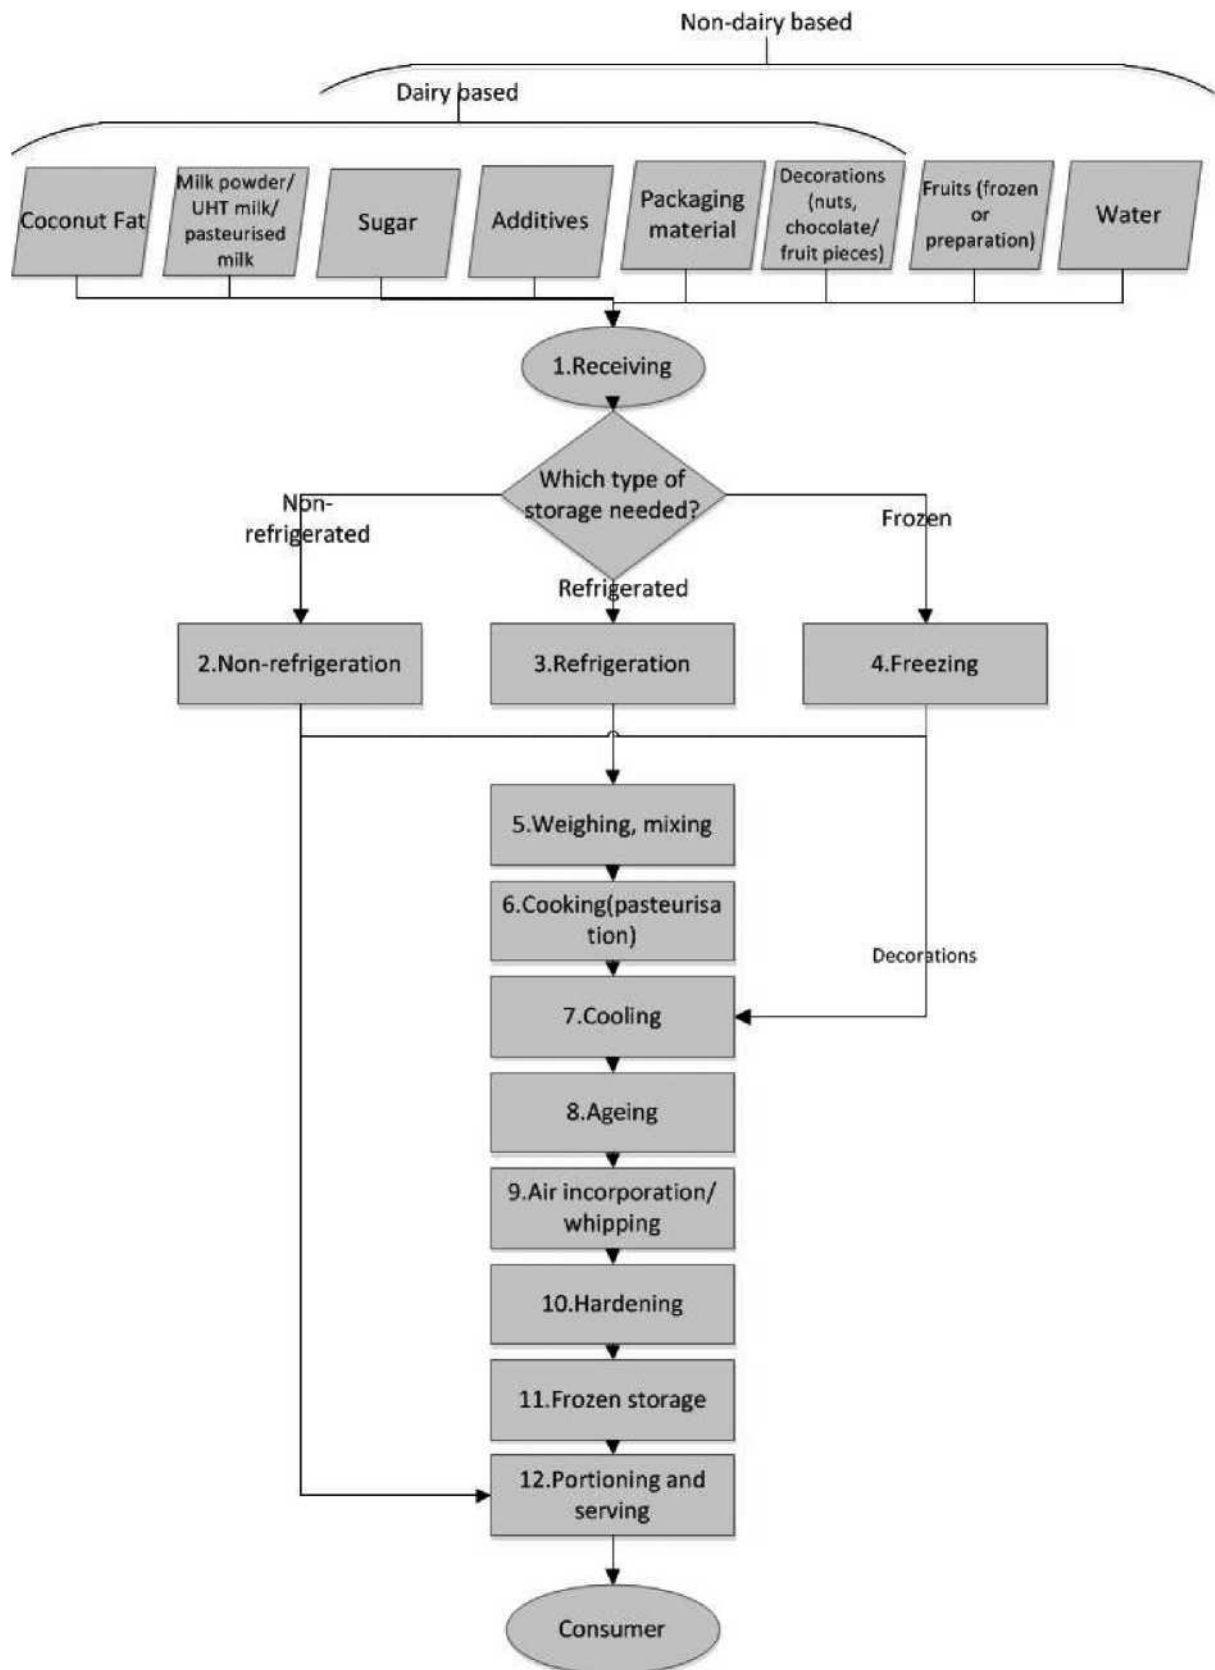 Non-dairy based
Dairy based
Coconut Fat
Milk powder/
UHT milk/
pasteurised
milk
Sugar
Additives
Packaging
material
Decorations
(nuts,
chocolate/
fruit pieces)
Fruits (frozen
or
preparation)
Water
1.Receiving
Which type of
storage needed?
Non-
refrigerated
Frozen
Refrigerated
2.Non-refrigeration
3.Refrigeration
4.Freezing
5.Weighing, mixing
6.Cooking(pasteurisa
tion)
Decorations
7.Cooling
8.Ageing
9.Air incorporation/
whipping
10.Hardening
11.Frozen storage
12.Portioning and
serving
Consumer